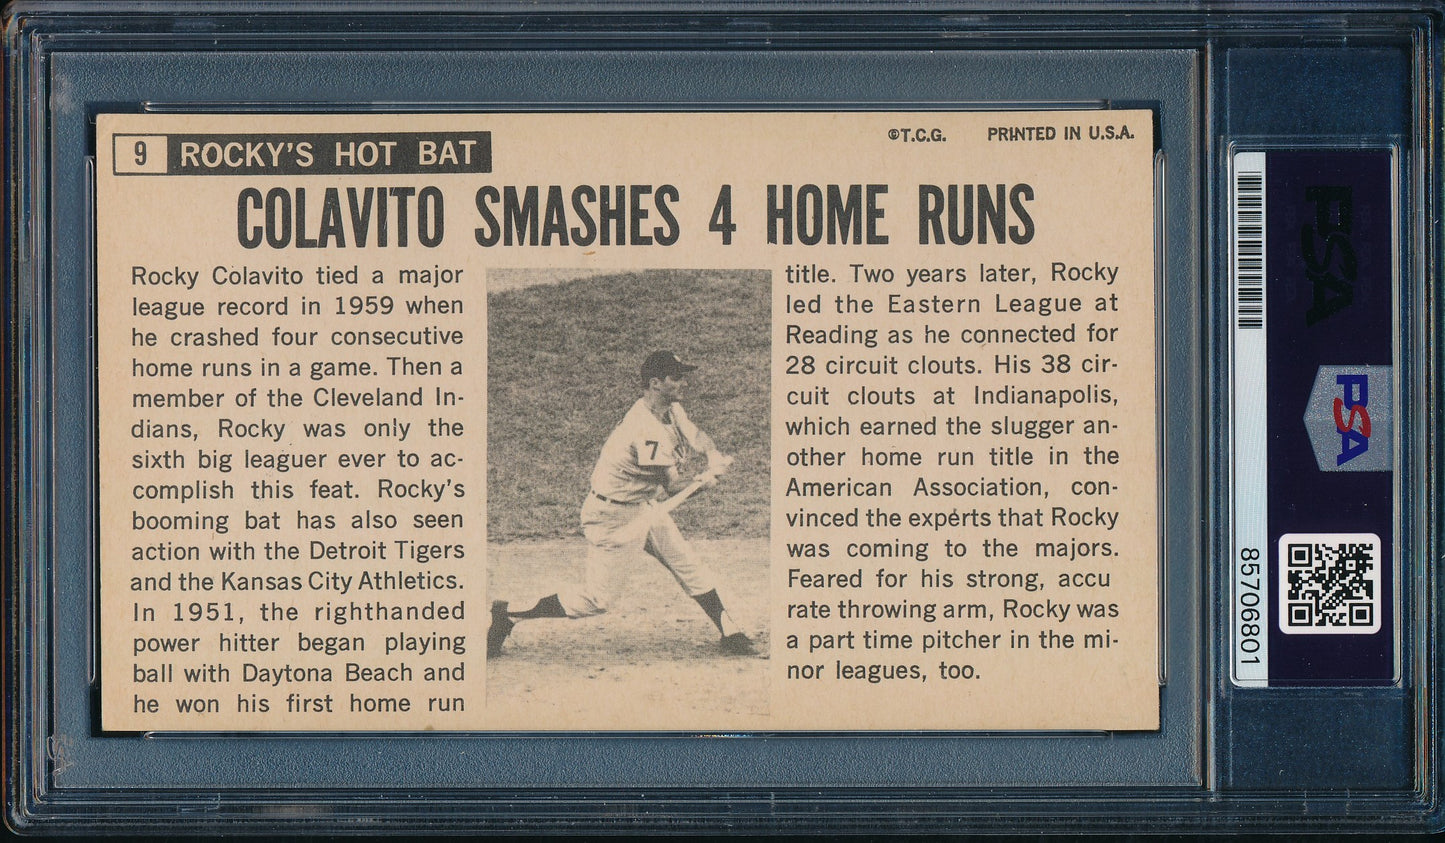 9 ROCKY'S HOT BAT
©T.C.G. PRINTED IN U.S.A.
COLAVITO SMASHES 4 HOME RUNS
Rocky Colavito tied a major
league record in 1959 when
he crashed four consecutive
home runs in a game. Then a
member of the Cleveland In-
dians, Rocky was only the
sixth big leaguer ever to ac-
complish this feat. Rocky's
booming bat has also seen
action with the Detroit Tigers
and the Kansas City Athletics.
In 1951, the righthanded
power hitter began playing
ball with Daytona Beach and
he won his first home run
7
title. Two years later, Rocky
led the Eastern League at
Reading as he connected for
28 circuit clouts. His 38 cir-
cuit clouts at Indianapolis,
which earned the slugger an-
other home run title in the
American Association, con-
vinced the experts that Rocky
was coming to the majors.
Feared for his strong, accu
rate throwing arm, Rocky was
a part time pitcher in the mi-
nor leagues, too.
PSA
PSA
85706801